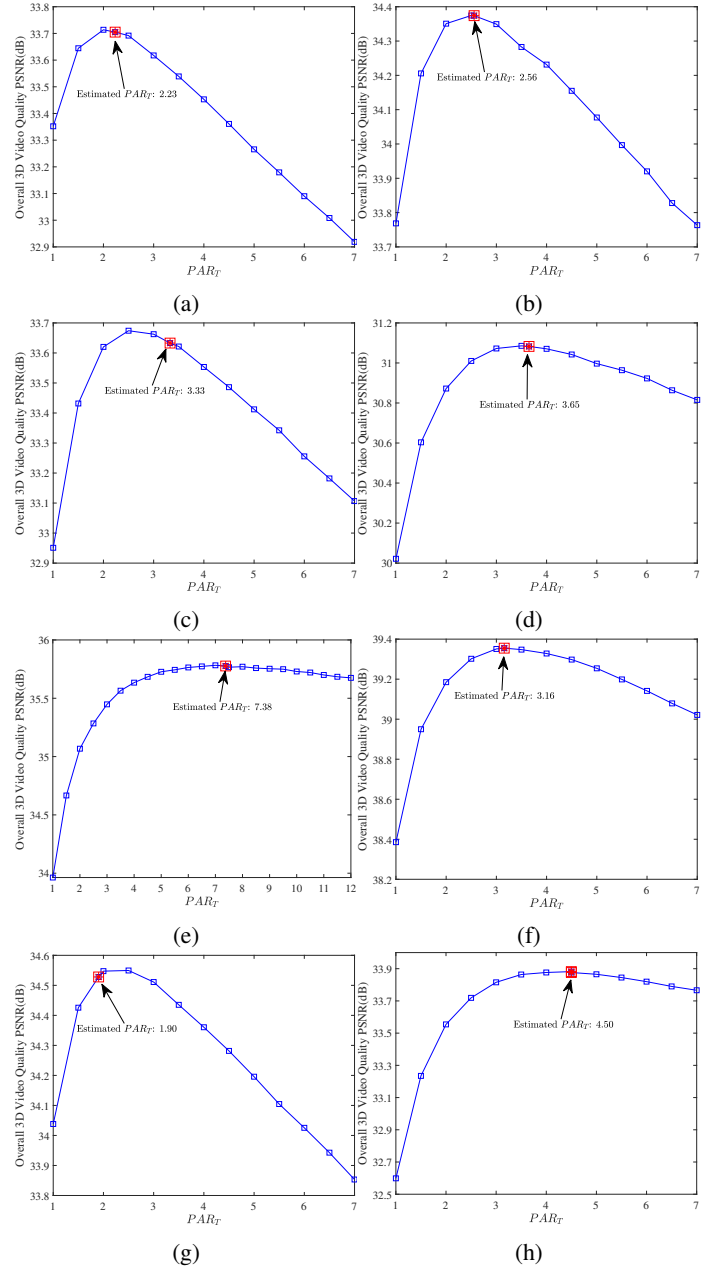 Overall 3D Video Quality PSNR(dB)
33.8
33.7
33.6
33.5
33.4
33.3
33.2
33.1
33
32.9
Estimated PAR_T: 2.23
1 2 3 4 5 6 7
PAR_T
(a)
Overall 3D Video Quality PSNR(dB)
34.4
34.2
34
33.9
33.7
Estimated PAR_T: 2.56
1 2 3 4 5 6 7
PAR_T
(b)
Overall 3D Video Quality PSNR(dB)
33.7
33.6
33.5
33.4
33.3
33.2
33.1
33
32.9
Estimated PAR_T: 3.33
1 2 3 4 5 6 7
PAR_T
(c)
Overall 3D Video Quality PSNR(dB)
31.2
31
30.8
30.6
30.4
30.2
30
Estimated PAR_T: 3.65
1 2 3 4 5 6 7
PAR_T
(d)
Overall 3D Video Quality PSNR(dB)
36
35.5
35
34.5
34
Estimated PAR_T: 7.38
1 2 3 4 5 6 7 8 9 10 11 12
PAR_T
(e)
Overall 3D Video Quality PSNR(dB)
39.4
39.2
39
38.8
38.6
38.4
38.2
Estimated PAR_T: 3.16
1 2 3 4 5 6 7
PAR_T
(f)
Overall 3D Video Quality PSNR(dB)
34.6
34.5
34.4
34.3
34.2
34.1
34
33.9
33.8
Estimated PAR_T: 1.90
1 2 3 4 5 6 7
PAR_T
(g)
Overall 3D Video Quality PSNR(dB)
33.9
33.7
33.5
33.3
33.1
32.9
32.7
32.5
Estimated PAR_T: 4.50
1 2 3 4 5 6 7
PAR_T
(h)